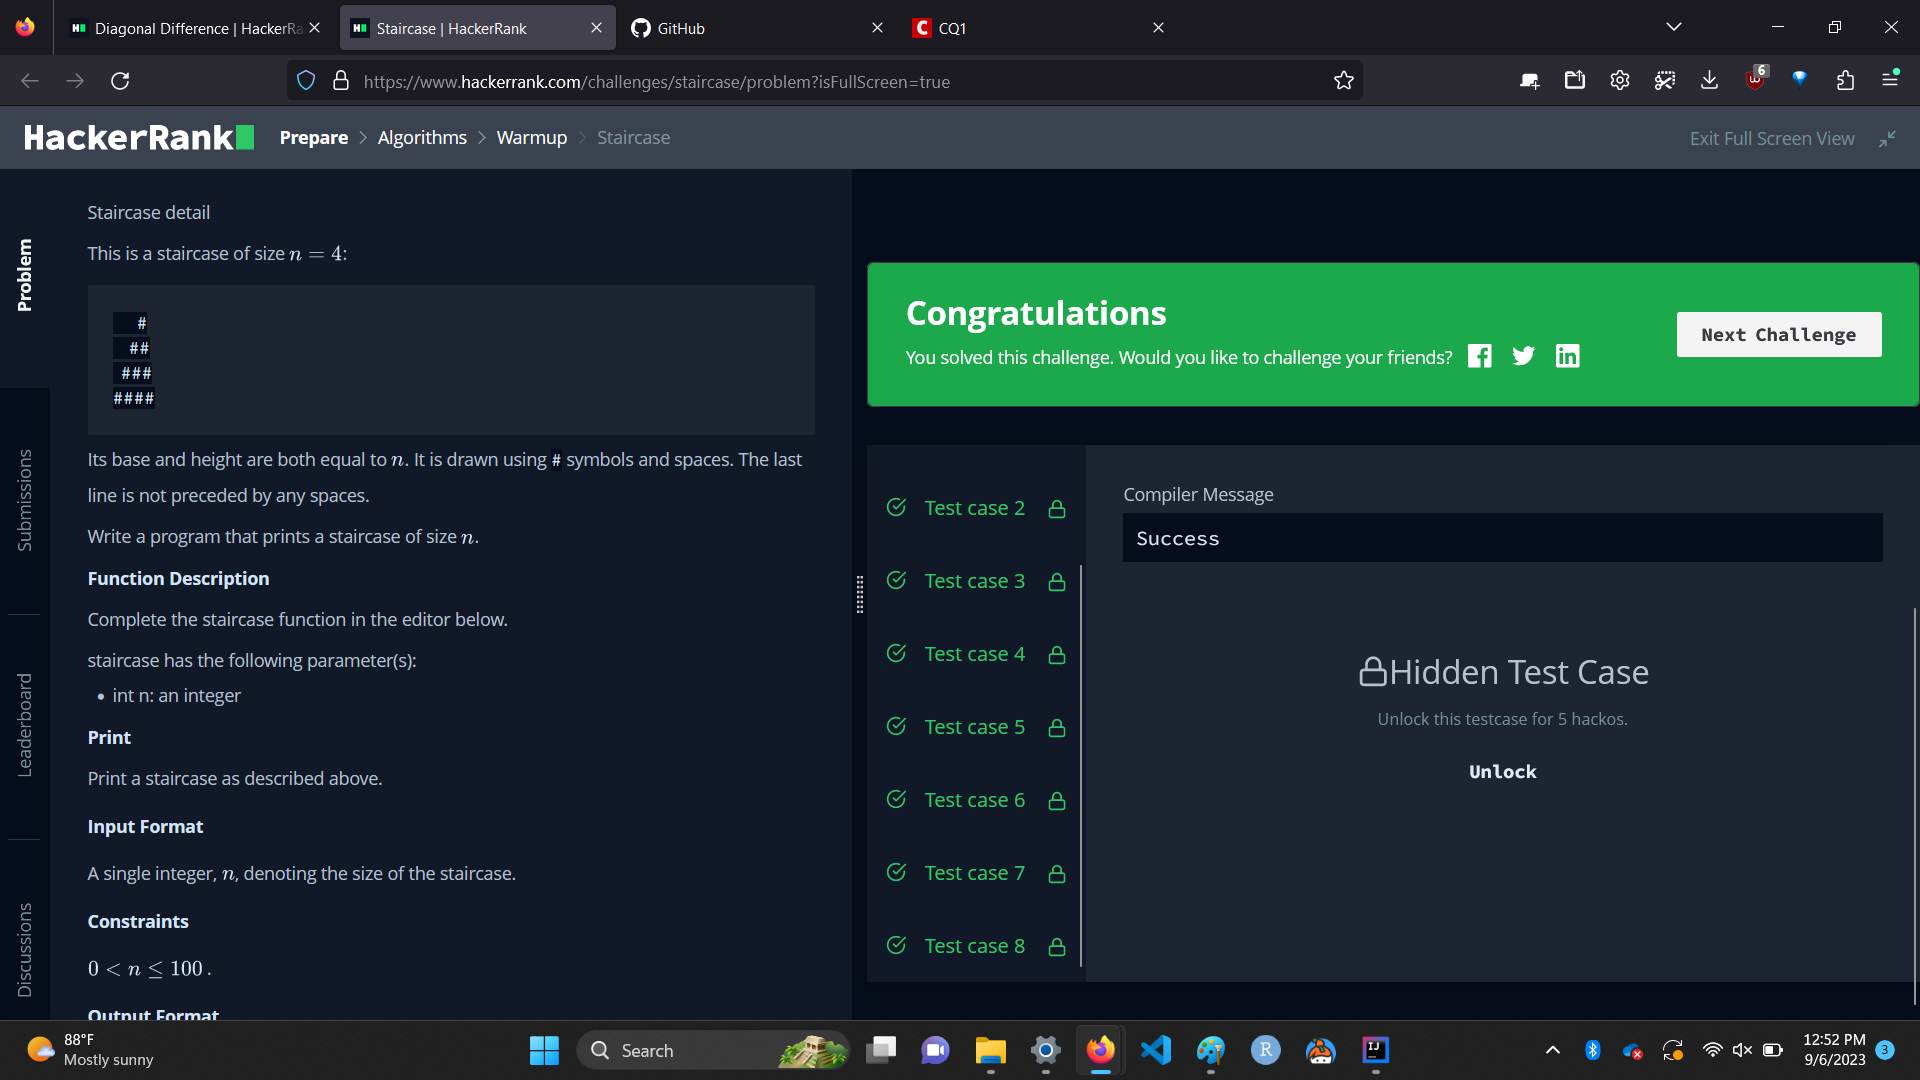 Diagonal Difference | HackerRa
Staircase | HackerRank
GitHub
C CQ1
https://www.hackerrank.com/challenges/staircase/problem?isFullScreen=true
6
HackerRank
Prepare > Algorithms > Warmup > Staircase
Exit Full Screen View
Problem
Submissions
Leaderboard
Discussions
Staircase detail
This is a staircase of size n = 4:
   #
  ##
 ###
####
Its base and height are both equal to n. It is drawn using # symbols and spaces. The last
line is not preceded by any spaces.
Write a program that prints a staircase of size n.
Function Description
Complete the staircase function in the editor below.
staircase has the following parameter(s):
• int n: an integer
Print
Print a staircase as described above.
Input Format
A single integer, n, denoting the size of the staircase.
Constraints
0 < n ≤ 100 .
Output Format
Congratulations
You solved this challenge. Would you like to challenge your friends?
Next Challenge
Test case 2
Test case 3
Test case 4
Test case 5
Test case 6
Test case 7
Test case 8
Compiler Message
Success
Hidden Test Case
Unlock this testcase for 5 hackos.
Unlock
88°F
Mostly sunny
Search
R
IJ
12:52 PM
9/6/2023
3